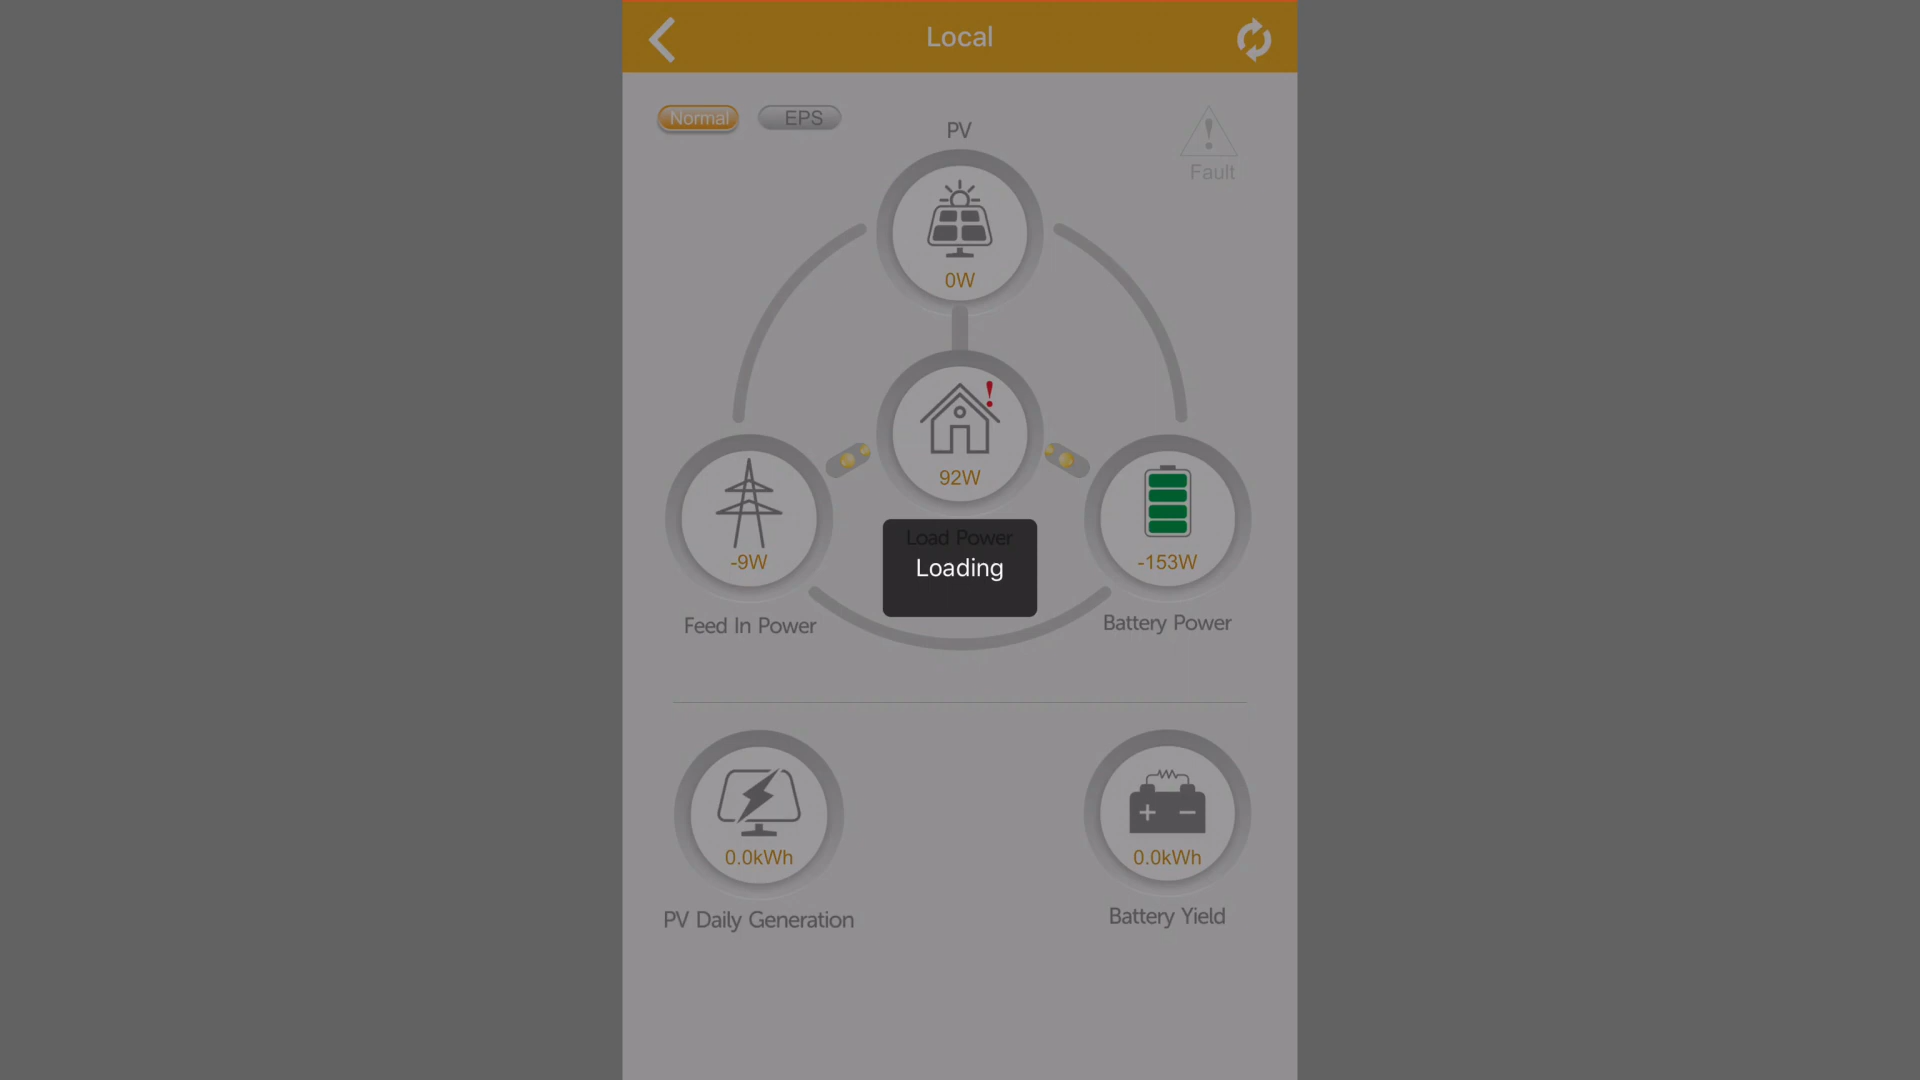 Local
Normal
EPS
PV
Fault
0W
92W
-9W
-153W
Load Power
Loading
Feed In Power
Battery Power
0.0kWh
0.0kWh
PV Daily Generation
Battery Yield